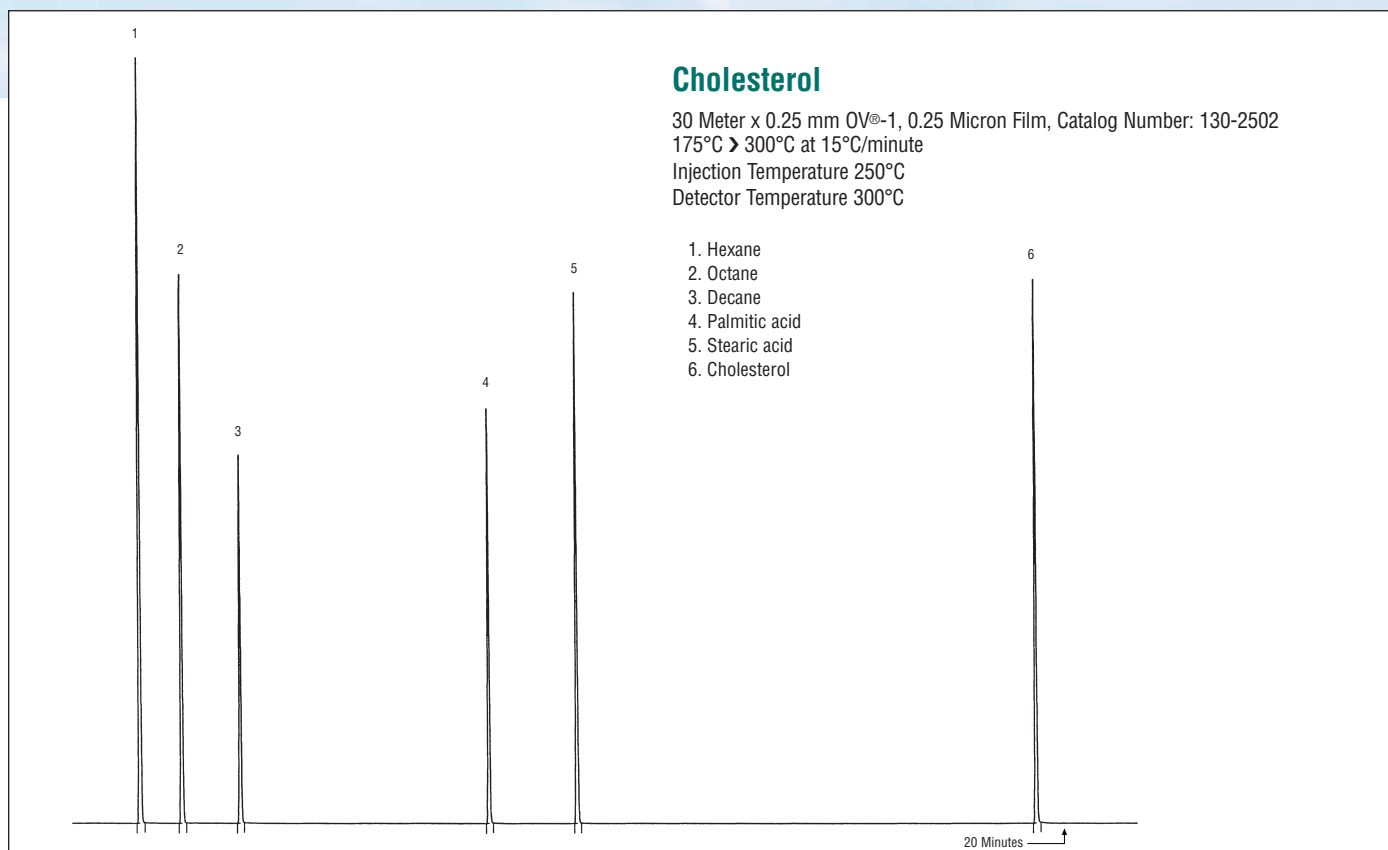 Cholesterol
30 Meter x 0.25 mm OV®-1, 0.25 Micron Film, Catalog Number: 130-2502
175°C ❯ 300°C at 15°C/minute
Injection Temperature 250°C
Detector Temperature 300°C
1. Hexane
2. Octane
3. Decane
4. Palmitic acid
5. Stearic acid
6. Cholesterol
1
2
3
4
5
6
20 Minutes